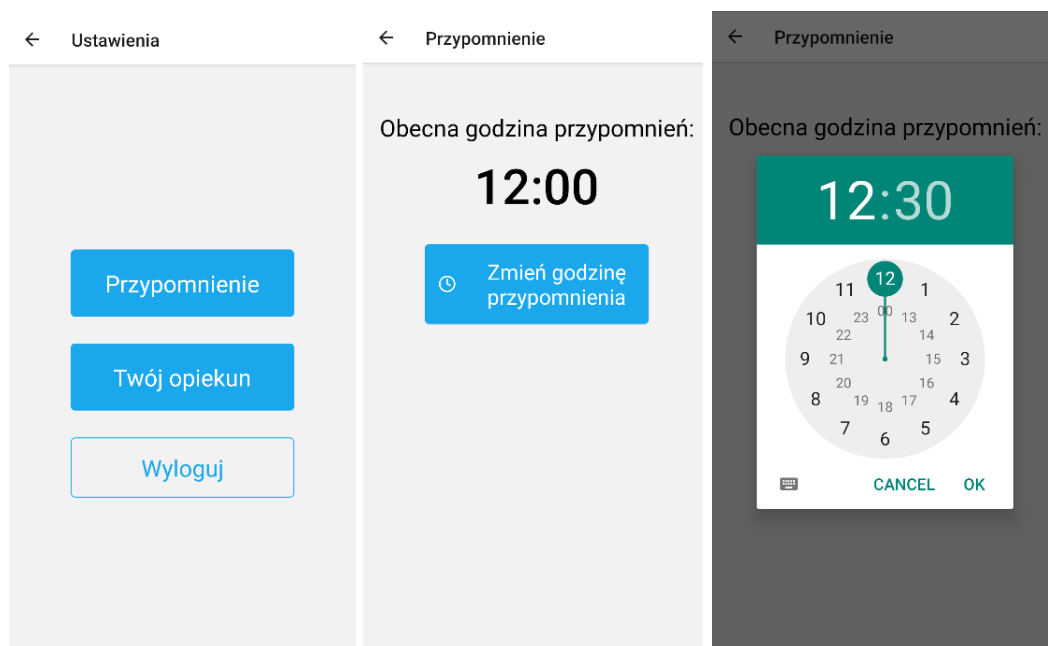 Ustawienia
Przypomnienie
Twój opiekun
Wyloguj
Przypomnienie
Obecna godzina przypomnień:
12:00
Zmień godzinę
przypomnienia
Przypomnienie
Obecna godzina przypomnień:
12:30
12
11 1
00
23 13
10 2
22 14
9 21 15 3
20 16
8 4
19 17
18
7 5
6
CANCEL OK